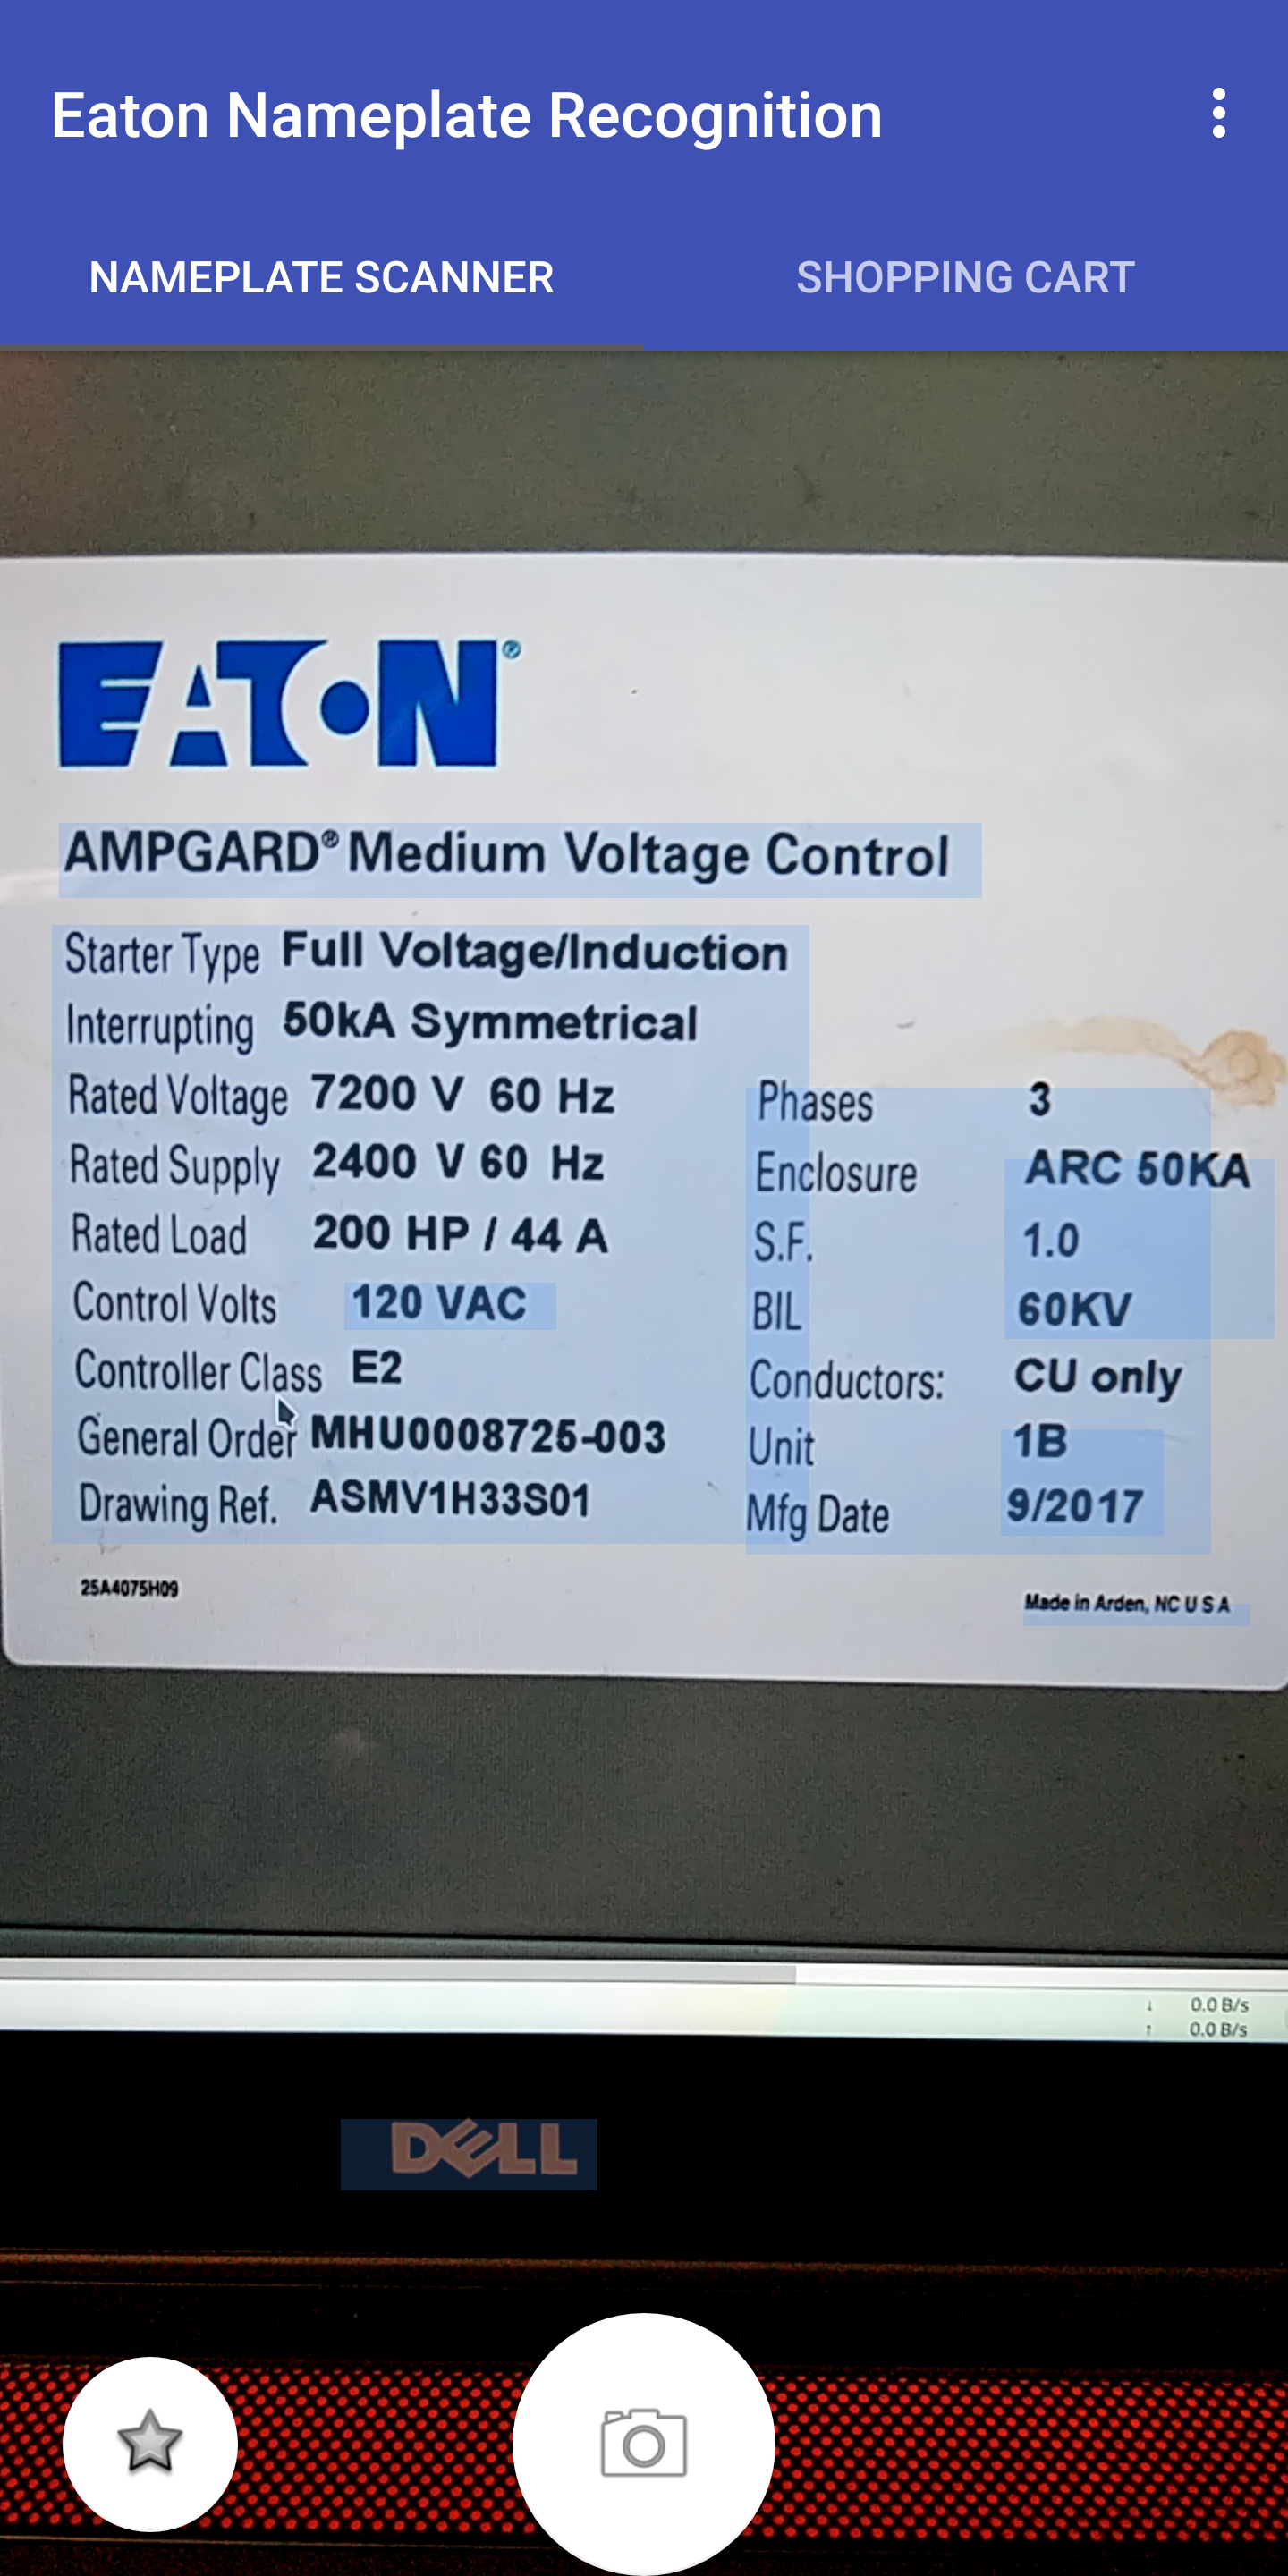 Eaton Nameplate Recognition
NAMEPLATE SCANNER SHOPPING CART
EATON®
AMPGARD® Medium Voltage Control
Starter Type Full Voltage/Induction
Interrupting 50kA Symmetrical
Rated Voltage 7200 V 60 Hz Phases 3
Rated Supply 2400 V 60 Hz Enclosure ARC 50KA
Rated Load 200 HP / 44 A S.F. 1.0
Control Volts 120 VAC BIL 60KV
Controller Class E2 Conductors: CU only
General Order MHU0008725-003 Unit 1B
Drawing Ref. ASMV1H33S01 Mfg Date 9/2017
25A4075H09 Made in Arden, NC U S A
↓ 0.0 B/s
↑ 0.0 B/s
DELL